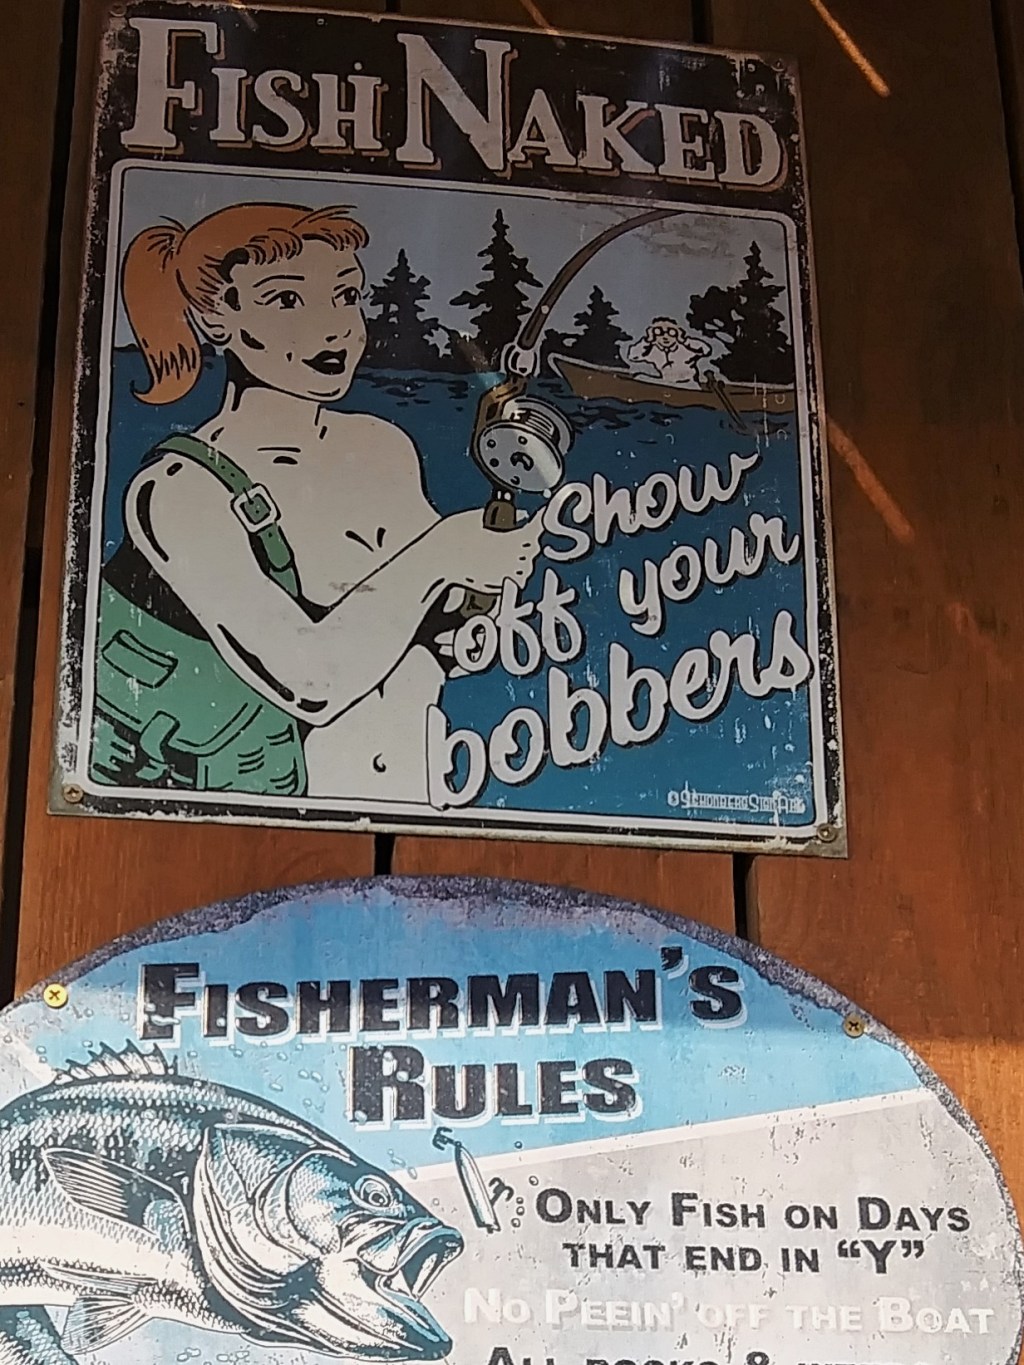 FISH NAKED
Show
off your
bobbers
©SCHONBERGSIGNART
FISHERMAN'S
RULES
ONLY FISH ON DAYS
THAT END IN “Y”
NO PEEIN' OFF THE BOAT